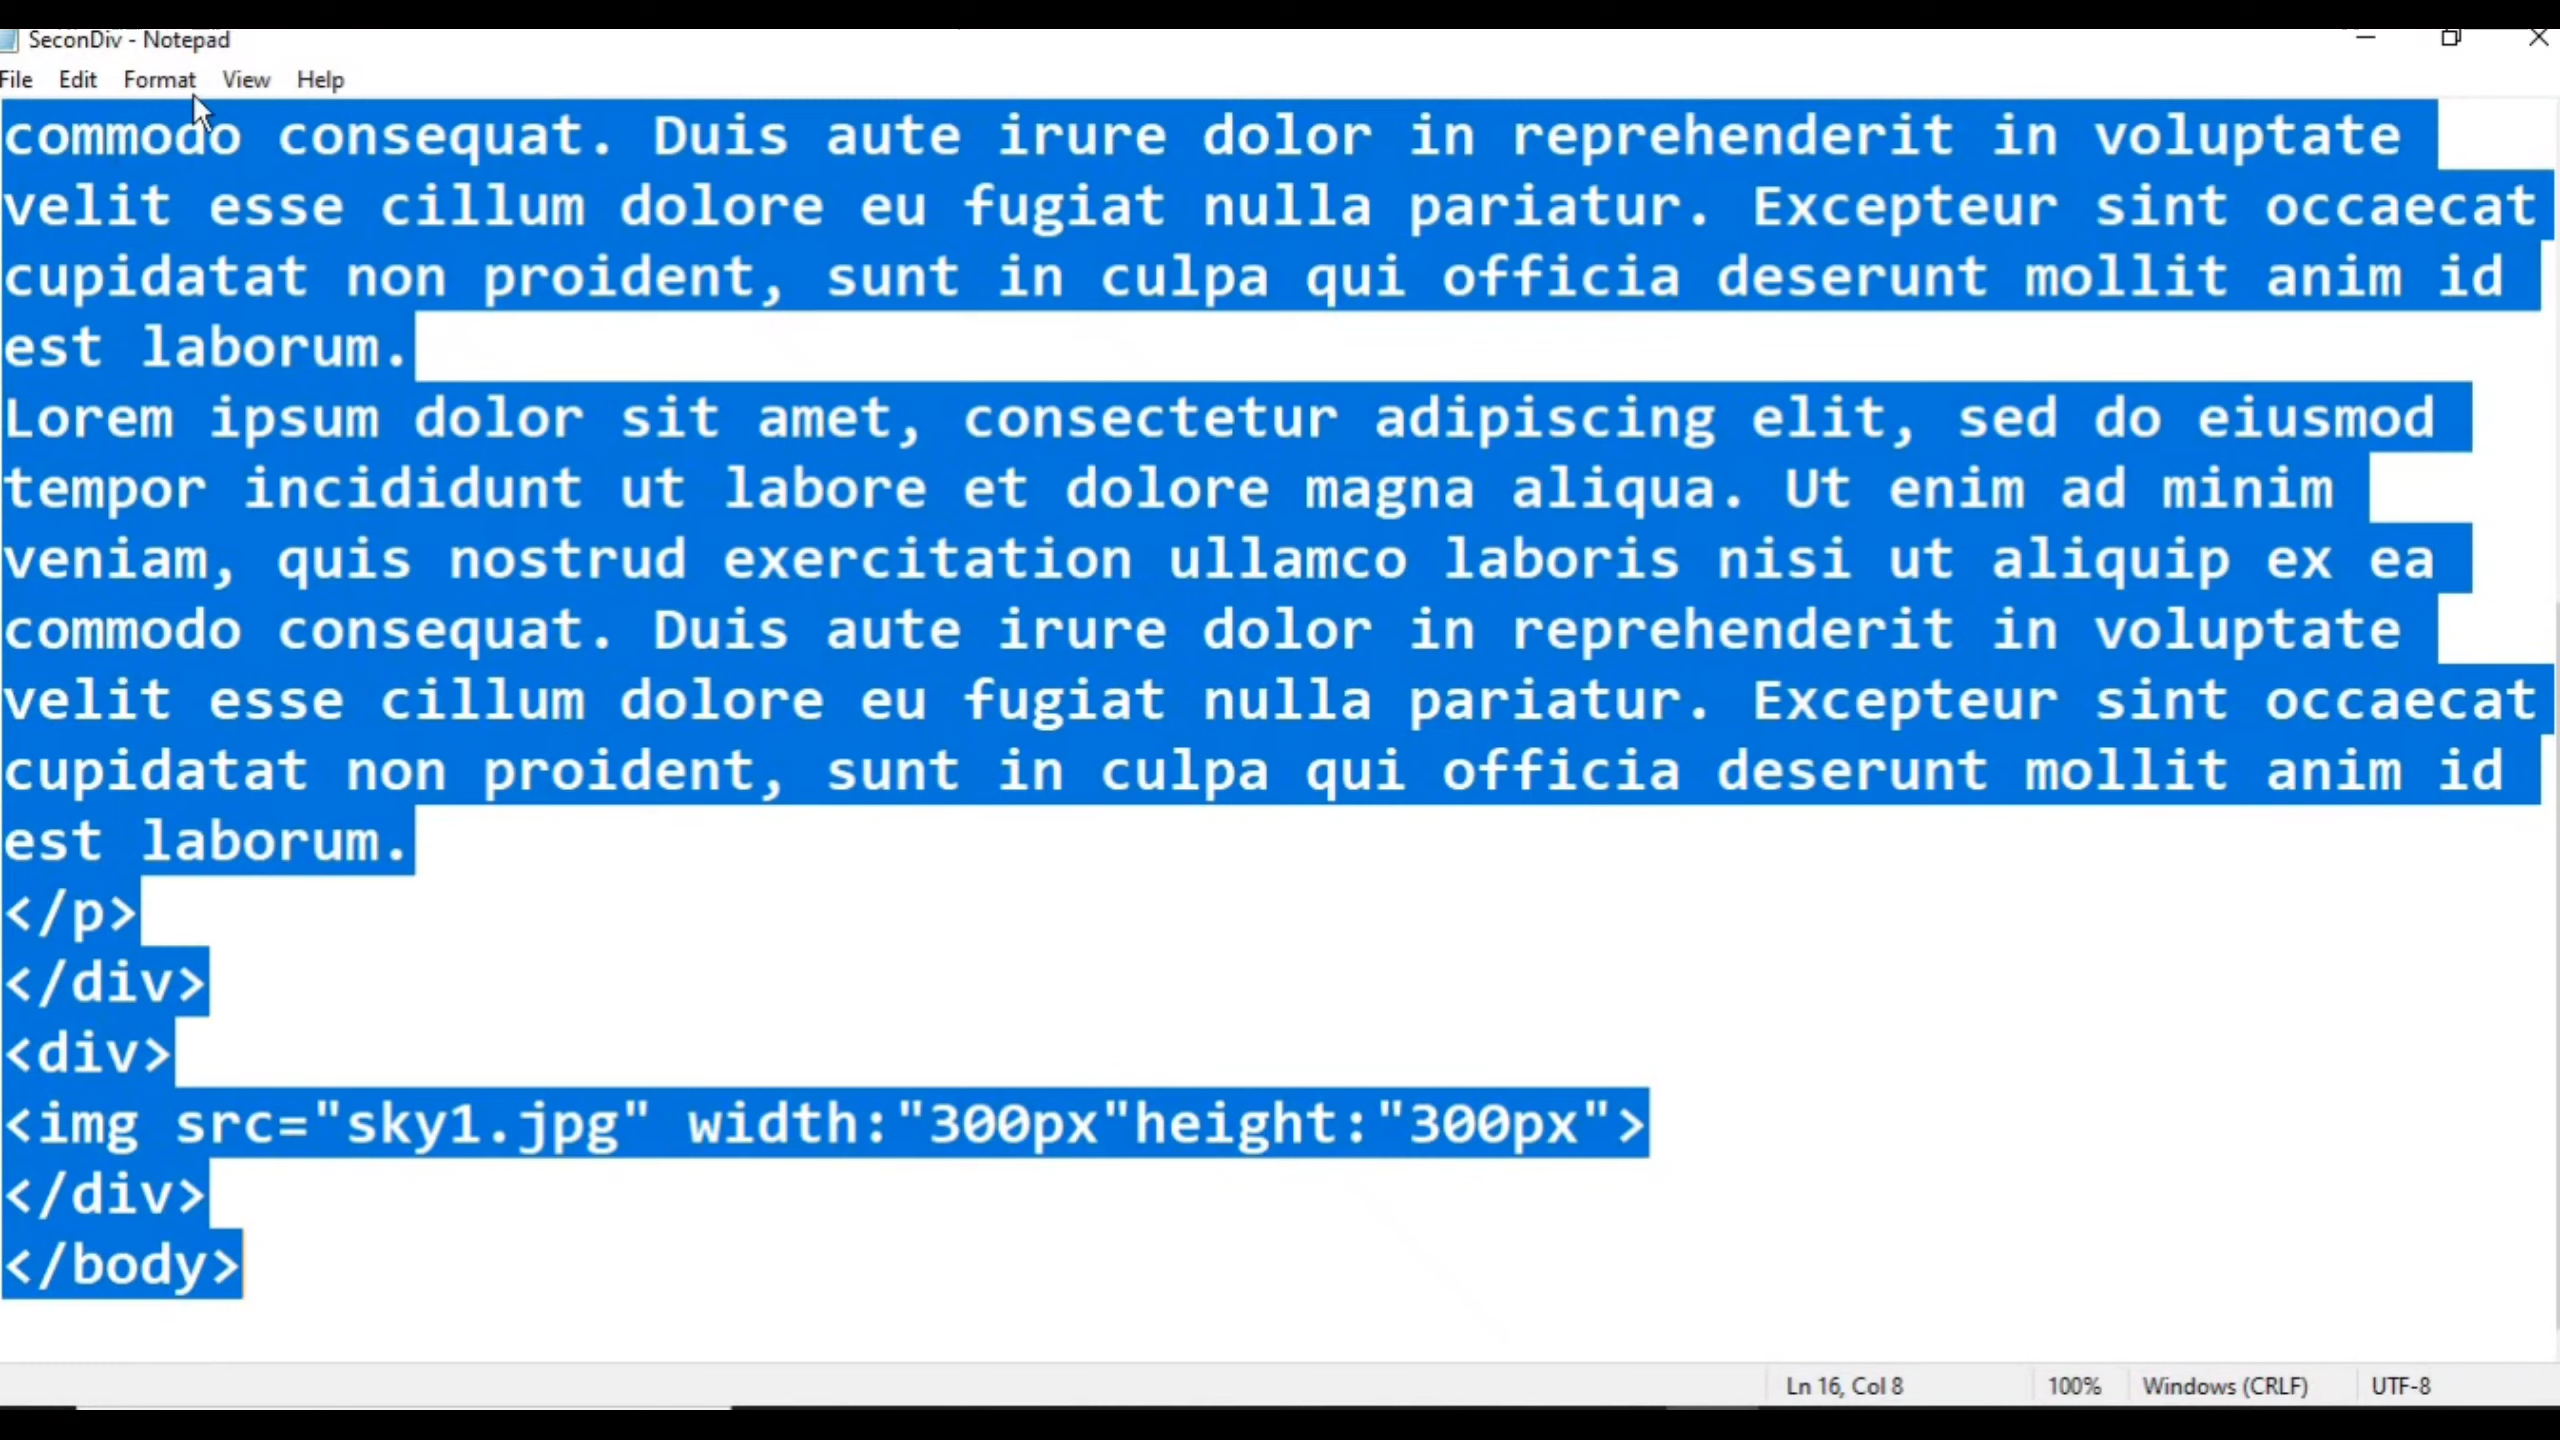 SeconDiv - Notepad
File Edit Format View Help
commodo consequat. Duis aute irure dolor in reprehenderit in voluptate
velit esse cillum dolore eu fugiat nulla pariatur. Excepteur sint occaecat
cupidatat non proident, sunt in culpa qui officia deserunt mollit anim id
est laborum.
Lorem ipsum dolor sit amet, consectetur adipiscing elit, sed do eiusmod
tempor incididunt ut labore et dolore magna aliqua. Ut enim ad minim
veniam, quis nostrud exercitation ullamco laboris nisi ut aliquip ex ea
commodo consequat. Duis aute irure dolor in reprehenderit in voluptate
velit esse cillum dolore eu fugiat nulla pariatur. Excepteur sint occaecat
cupidatat non proident, sunt in culpa qui officia deserunt mollit anim id
est laborum.
</p>
</div>
<div>
<img src="sky1.jpg" width:"300px"height:"300px">
</div>
</body>
Ln 16, Col 8 100% Windows (CRLF) UTF-8